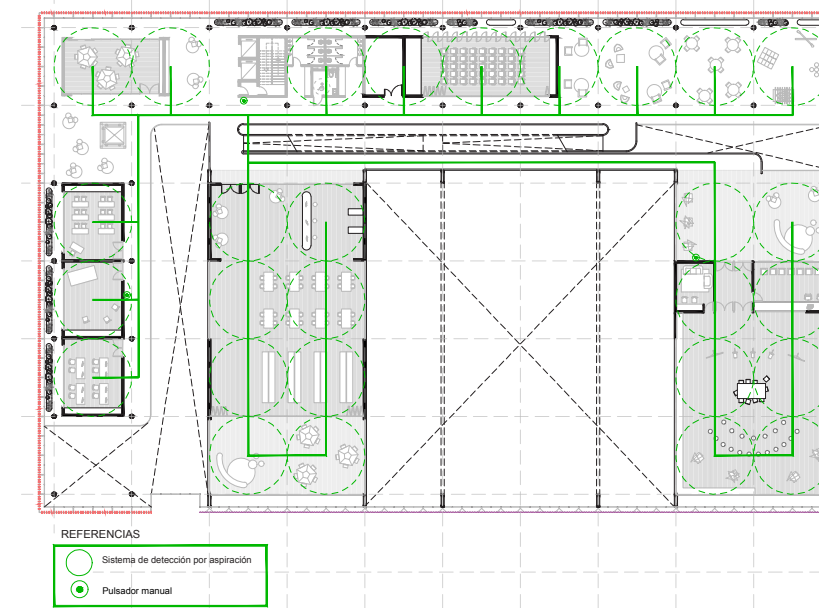 REFERENCIAS
Sistema de detección por aspiración
Pulsador manual